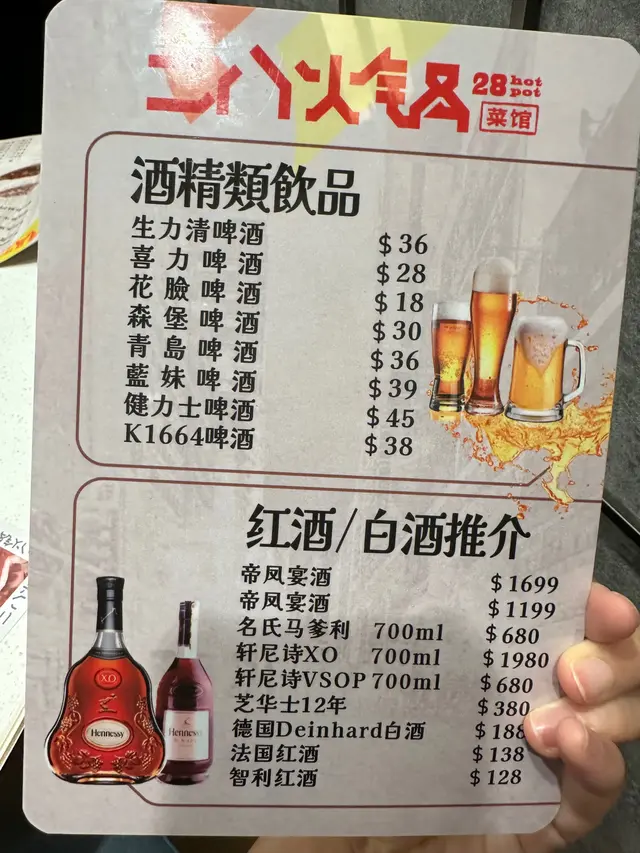 二八火锅
28 hot pot
菜馆
酒精類飲品
生力清啤酒 $36
喜力啤酒 $28
花臉啤酒 $18
森堡啤酒 $30
青島啤酒 $36
藍妹啤酒 $39
健力士啤酒 $45
K1664啤酒 $38
红酒/白酒推介
帝凤宴酒 $1699
帝凤宴酒 $1199
名氏马爹利 700ml $680
轩尼诗XO 700ml $1980
轩尼诗VSOP 700ml $680
芝华士12年 $380
德国Deinhard白酒 $188
法国红酒 $138
智利红酒 $128
XO
Hennessy
Hennessy